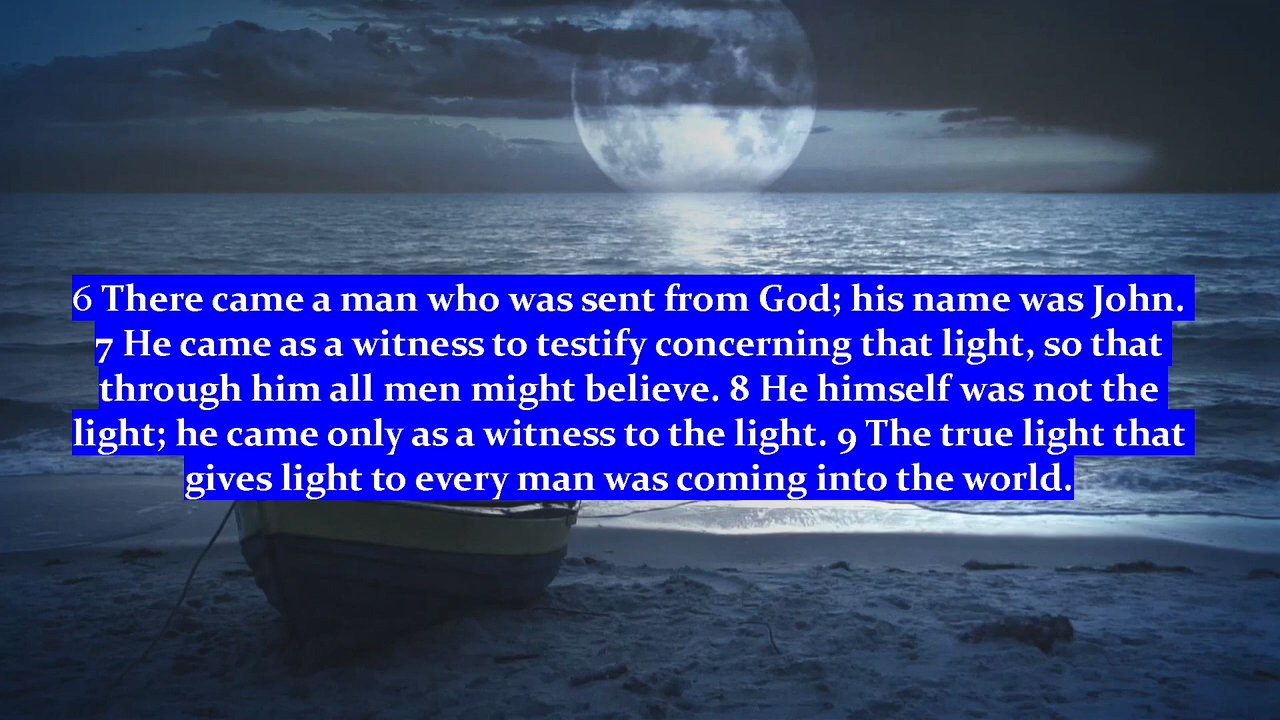 6 There came a man who was sent from God; his name was John.
7 He came as a witness to testify concerning that light, so that
through him all men might believe. 8 He himself was not the
light; he came only as a witness to the light. 9 The true light that
gives light to every man was coming into the world.